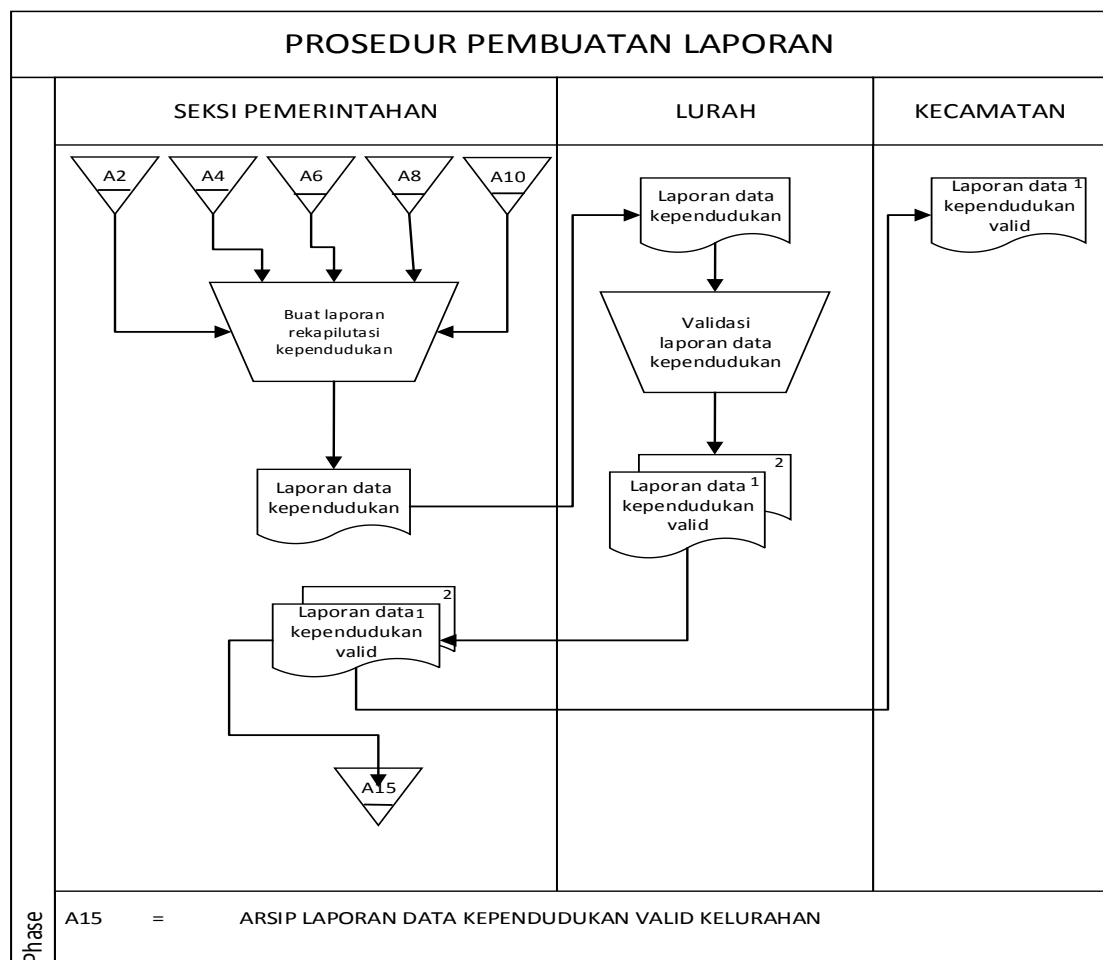 PROSEDUR PEMBUATAN LAPORAN
SEKSI PEMERINTAHAN
LURAH
KECAMATAN
A2
A4
A6
A8
A10
Buat laporan
rekapilutasi
kependudukan
Laporan data
kependudukan
Laporan data
kependudukan
Validasi
laporan data
kependudukan
2
Laporan data 1
kependudukan
valid
2
Laporan data 1
kependudukan
valid
Laporan data 1
kependudukan
valid
A15
Phase
A15 = ARSIP LAPORAN DATA KEPENDUDUKAN VALID KELURAHAN